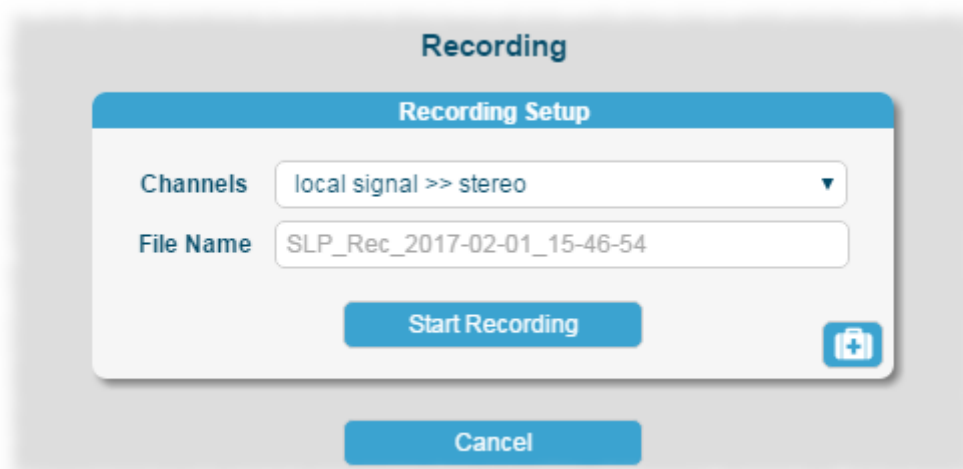 Recording
Recording Setup
Channels local signal >> stereo
File Name SLP_Rec_2017-02-01_15-46-54
Start Recording
Cancel